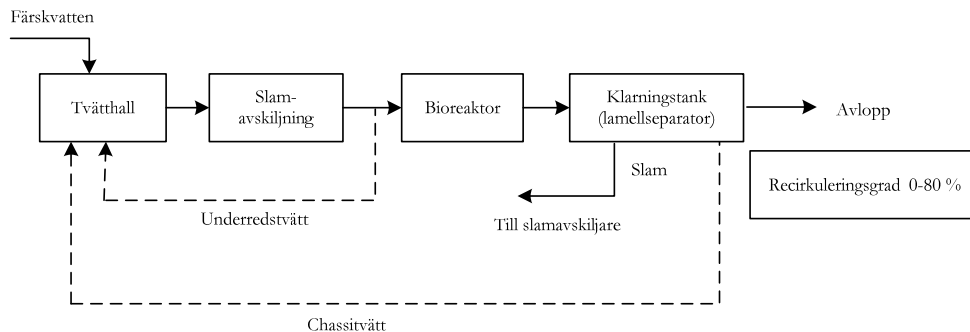 Färskvatten
Tvätthall
Slam-
avskiljning
Bioreaktor
Klarningstank
(lamellseparator)
Avlopp
Slam
Recirkuleringsgrad 0-80 %
Underredstvätt
Till slamavskiljare
Chassitvätt